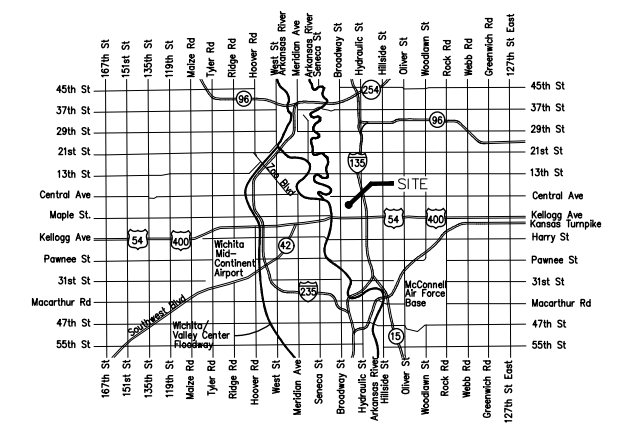 167th St
151st St
135th St
119th St
Maize Rd
Tyler Rd
Ridge Rd
Hoover Rd
West St
Arkansas River
Meridian Ave
Arkansas River
Seneca St
Broadway St
Hydraulic St
Hillside St
Oliver St
Woodlawn St
Rock Rd
Webb Rd
Greenwich Rd
127th St East
45th St
37th St
29th St
21st St
13th St
Central Ave
Maple St.
Kellogg Ave
Pawnee St
31st St
Macarthur Rd
47th St
55th St
45th St
37th St
29th St
21st St
13th St
Central Ave
Kellogg Ave
Kansas Turnpike
Harry St
Pawnee St
31st St
Macarthur Rd
47th St
55th St
96
254
96
135
Zoo Blvd
SITE
54
400
54
400
42
Wichita
Mid-
Continent
Airport
235
McConnell
Air Force
Base
Southwest Blvd
Wichita/
Valley Center
Floodway
15
167th St
151st St
135th St
119th St
Maize Rd
Tyler Rd
Ridge Rd
Hoover Rd
West St
Meridian Ave
Seneca St
Broadway St
Hydraulic St
Arkansas River
Hillside St
Oliver St
Woodlawn St
Rock Rd
Webb Rd
Greenwich Rd
127th St East